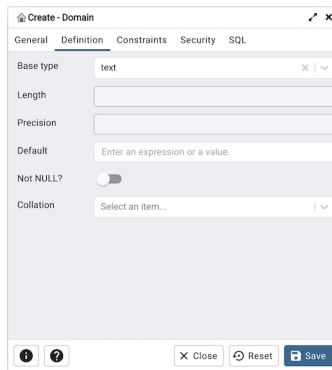 Create - Domain
General Definition Constraints Security SQL
Base type text
Length
Precision
Default Enter an expression or a value.
Not NULL?
Collation Select an item...
Close Reset Save